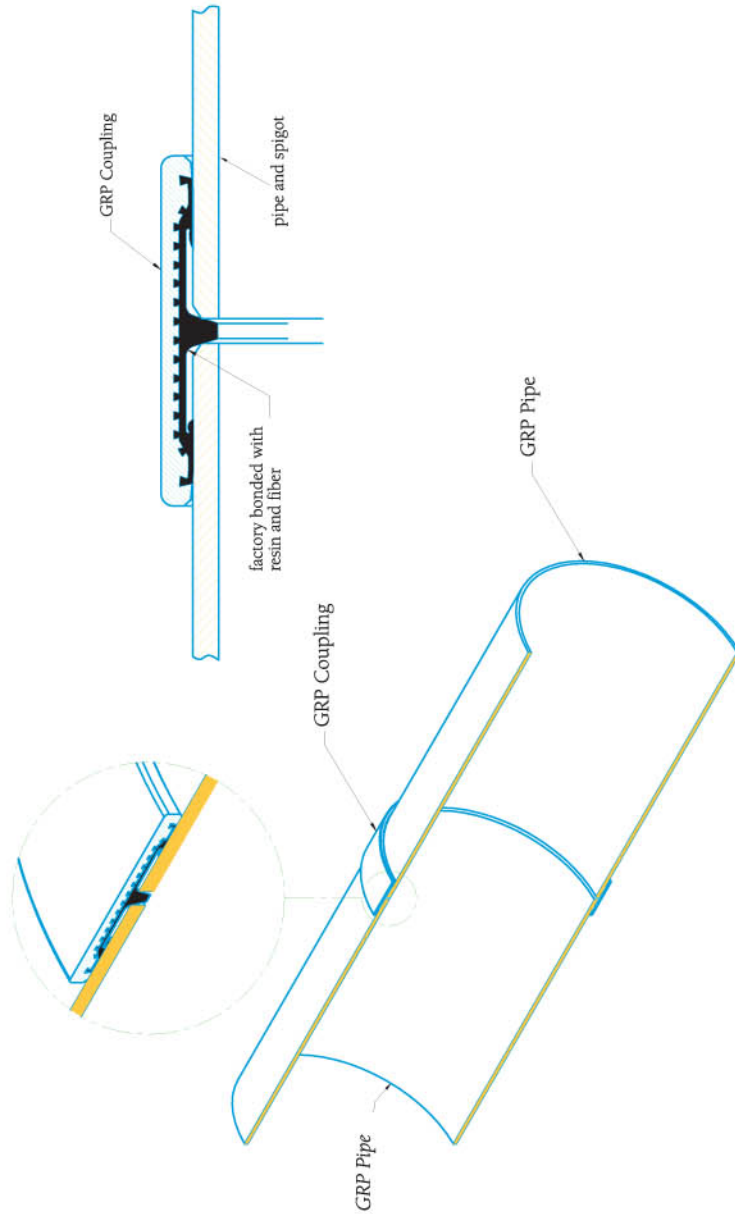 GRP Coupling
pipe and spigot
factory bonded with
resin and fiber
GRP Coupling
GRP Pipe
GRP Pipe